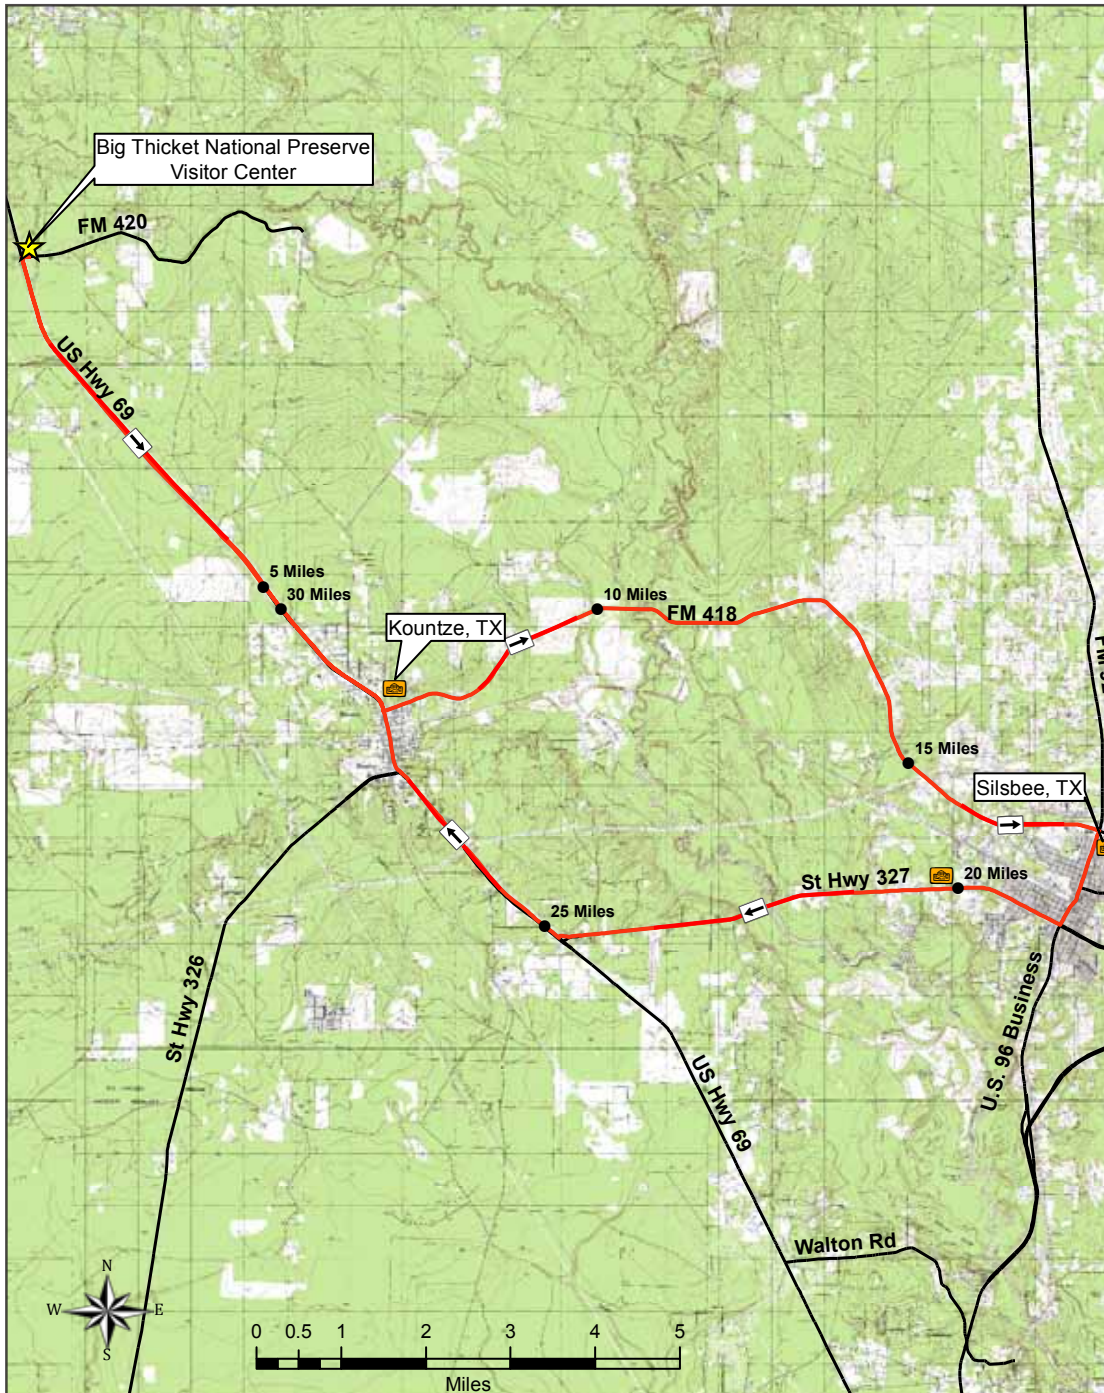 Big Thicket National Preserve
Visitor Center
FM 420
US Hwy 69
5 Miles
30 Miles
10 Miles
FM 418
Kountze, TX
15 Miles
Silsbee, TX
St Hwy 327
20 Miles
25 Miles
St Hwy 326
U.S. 96 Business
US Hwy 69
Walton Rd
N
W E
S
0 0.5 1 2 3 4 5
Miles